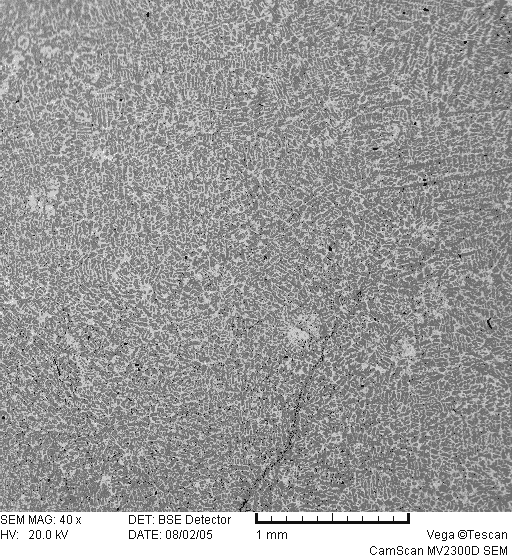 SEM MAG: 40 x DET: BSE Detector
HV: 20.0 kV DATE: 08/02/05 1 mm Vega ©Tescan
CamScan MV2300D SEM